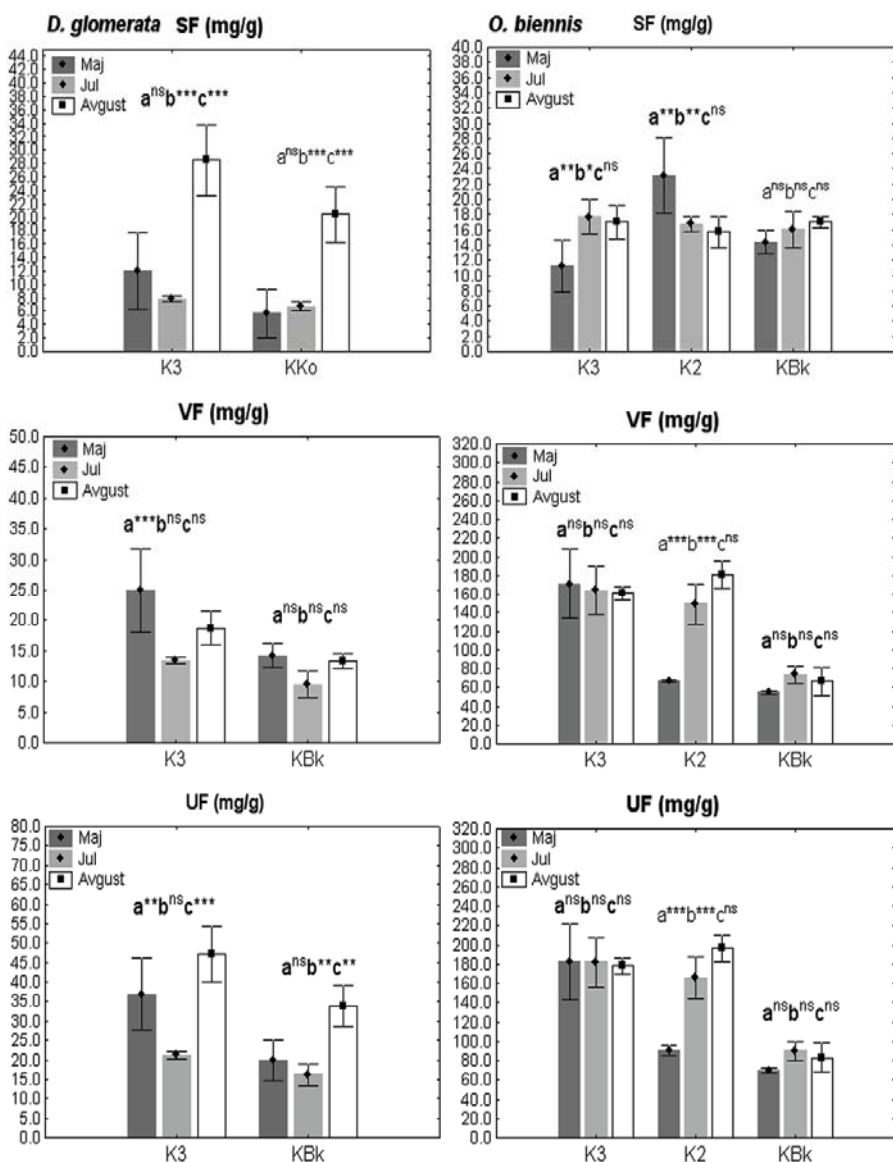 D. glomerata SF (mg/g)
44.0
42.0
40.0
38.0
36.0
34.0
32.0
30.0
28.0
26.0
24.0
22.0
20.0
18.0
16.0
14.0
12.0
10.0
8.0
6.0
4.0
2.0
0.0
Maj
Jul
Avgust
a^ns b***c***
a^ns b***c***
K3 KKo
O. biennis SF (mg/g)
40.0
38.0
36.0
34.0
32.0
30.0
28.0
26.0
24.0
22.0
20.0
18.0
16.0
14.0
12.0
10.0
8.0
6.0
4.0
2.0
0.0
Maj
Jul
Avgust
a**b*c^ns
a**b**c^ns
a^ns b^ns c^ns
K3 K2 KBk
VF (mg/g)
50.0
45.0
40.0
35.0
30.0
25.0
20.0
15.0
10.0
5.0
0.0
Maj
Jul
Avgust
a***b^ns c^ns
a^ns b^ns c^ns
K3 KBk
VF (mg/g)
320.0
300.0
280.0
260.0
240.0
220.0
200.0
180.0
160.0
140.0
120.0
100.0
80.0
60.0
40.0
20.0
0.0
Maj
Jul
Avgust
a^ns b^ns c^ns
a***b***c^ns
a^ns b^ns c^ns
K3 K2 KBk
UF (mg/g)
80.0
75.0
70.0
65.0
60.0
55.0
50.0
45.0
40.0
35.0
30.0
25.0
20.0
15.0
10.0
5.0
0.0
Maj
Jul
Avgust
a**b^ns c***
a^ns b**c**
K3 KBk
UF (mg/g)
320.0
300.0
280.0
260.0
240.0
220.0
200.0
180.0
160.0
140.0
120.0
100.0
80.0
60.0
40.0
20.0
0.0
Maj
Jul
Avgust
a^ns b^ns c^ns
a***b***c^ns
a^ns b^ns c^ns
K3 K2 KBk